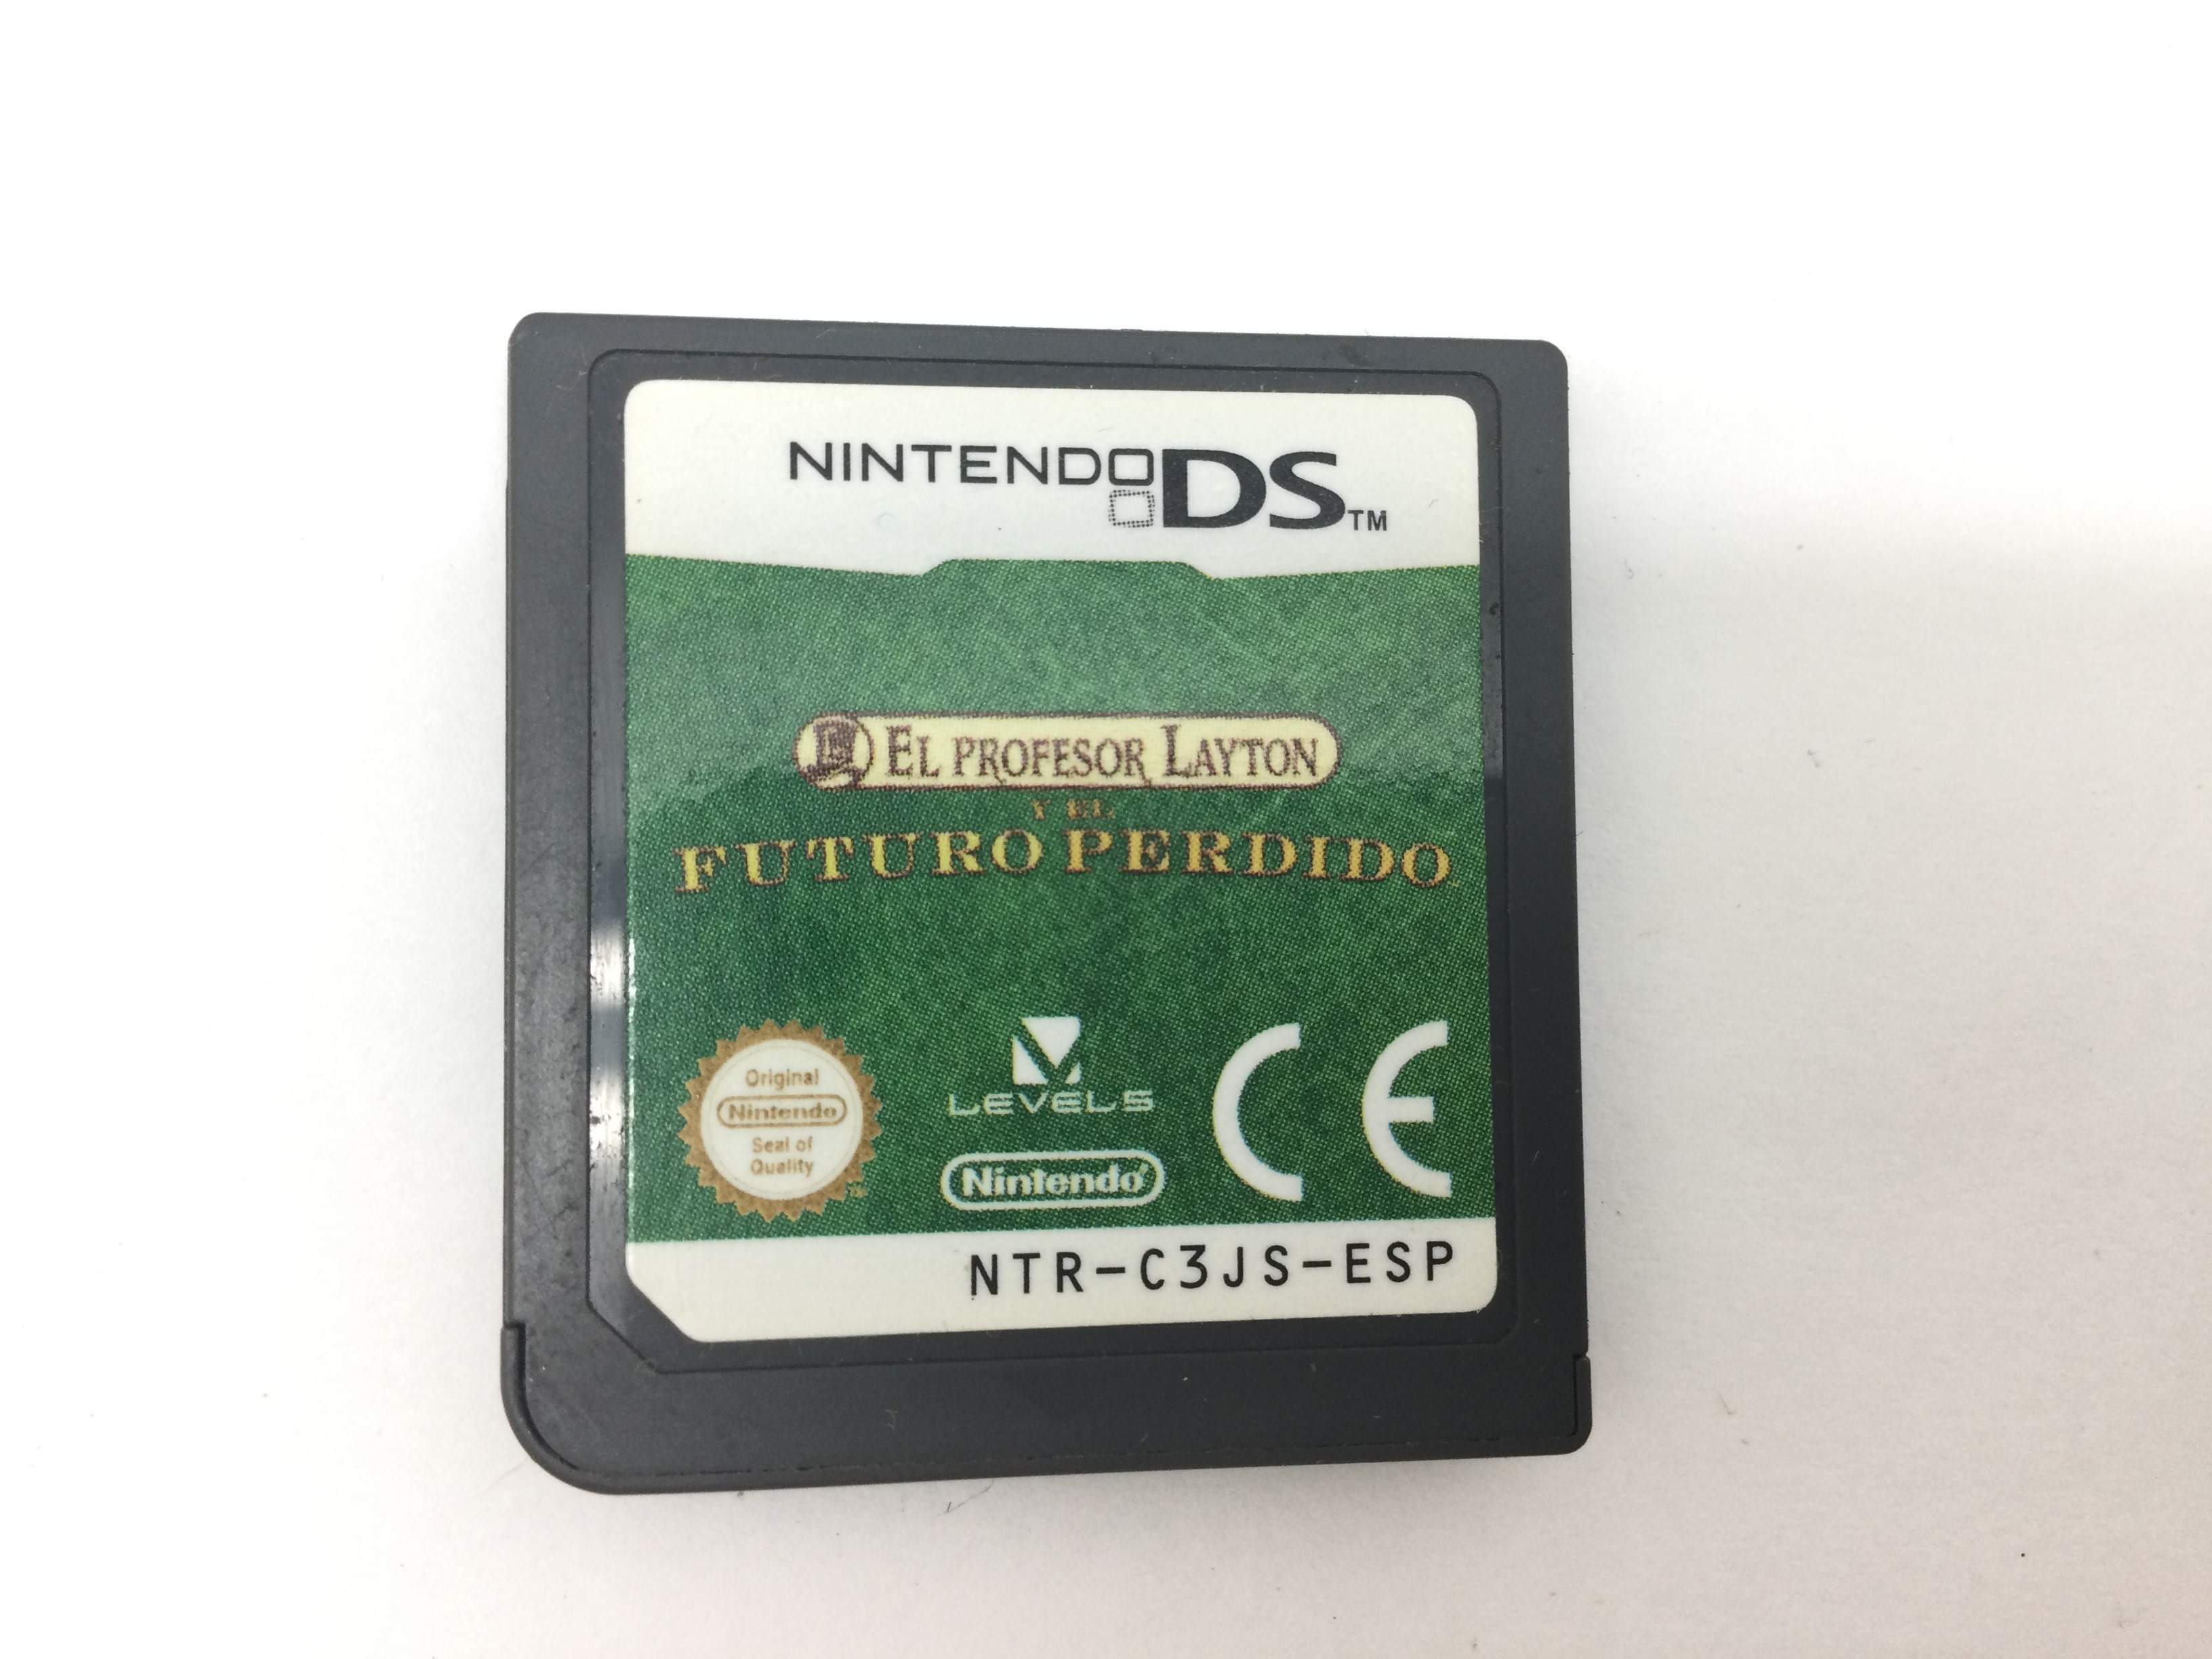 NINTENDO DS™
EL PROFESOR LAYTON
Y EL
FUTURO PERDIDO
Original
Nintendo
Seal of
Quality
LEVEL5
Nintendo
CE
NTR-C3JS-ESP